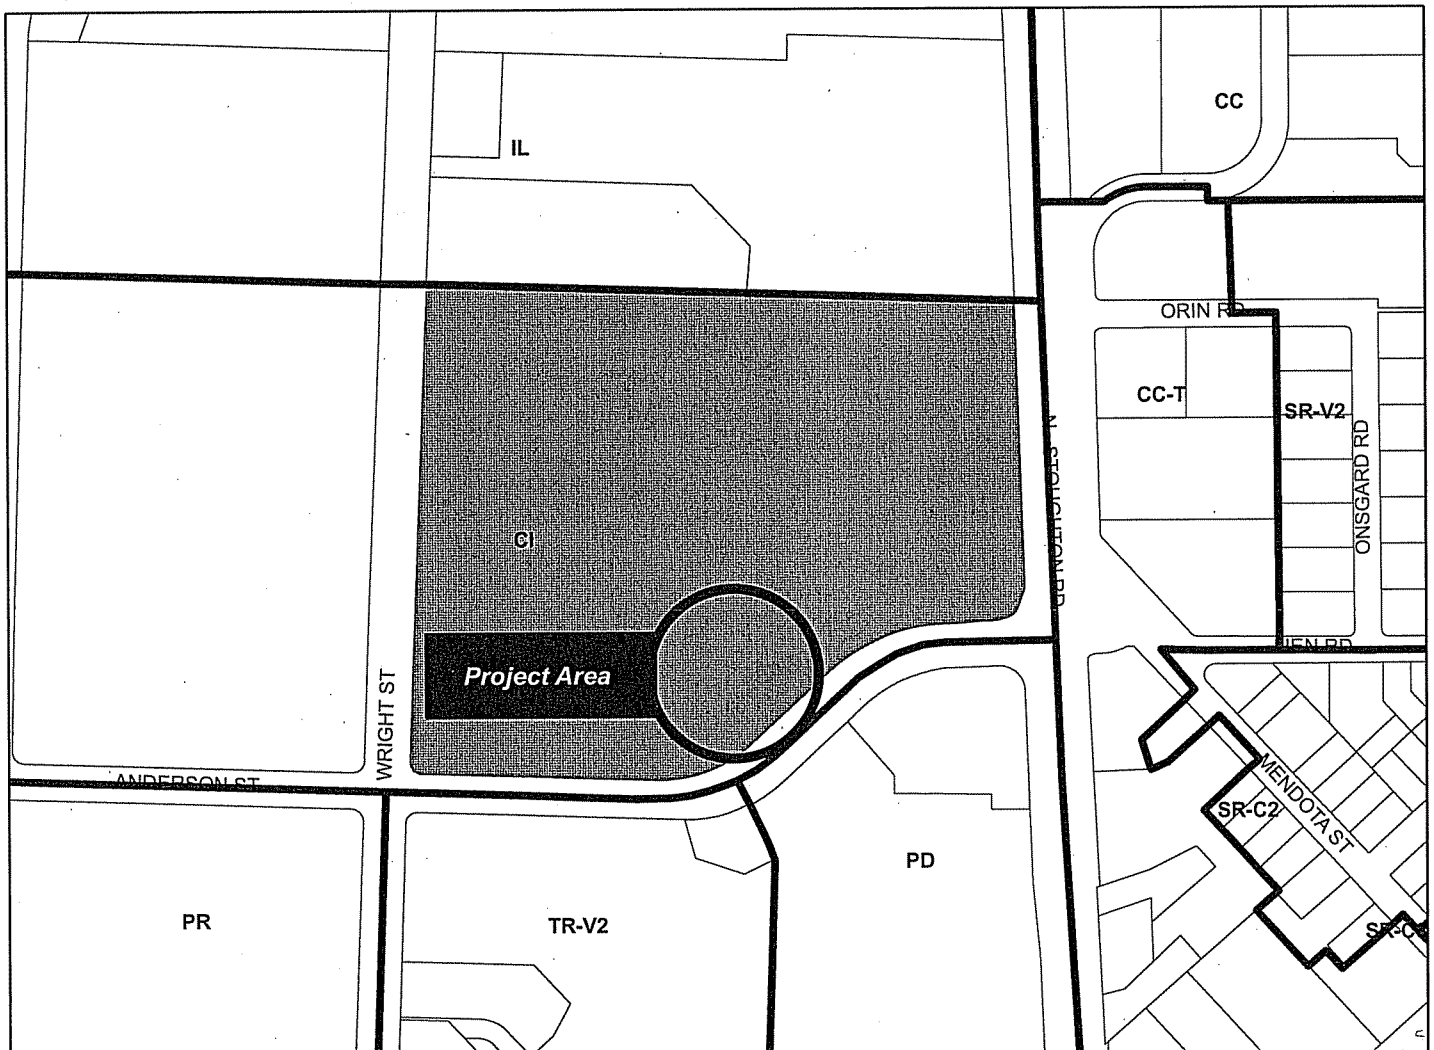 CC
IL
ORIN RD
CC-T
SR-V2
N. STOUGHTON RD
ONSGARD RD
CI
Project Area
WRIGHT ST
ANDERSON ST
MENDOTA ST
SR-C2
PD
PR
TR-V2